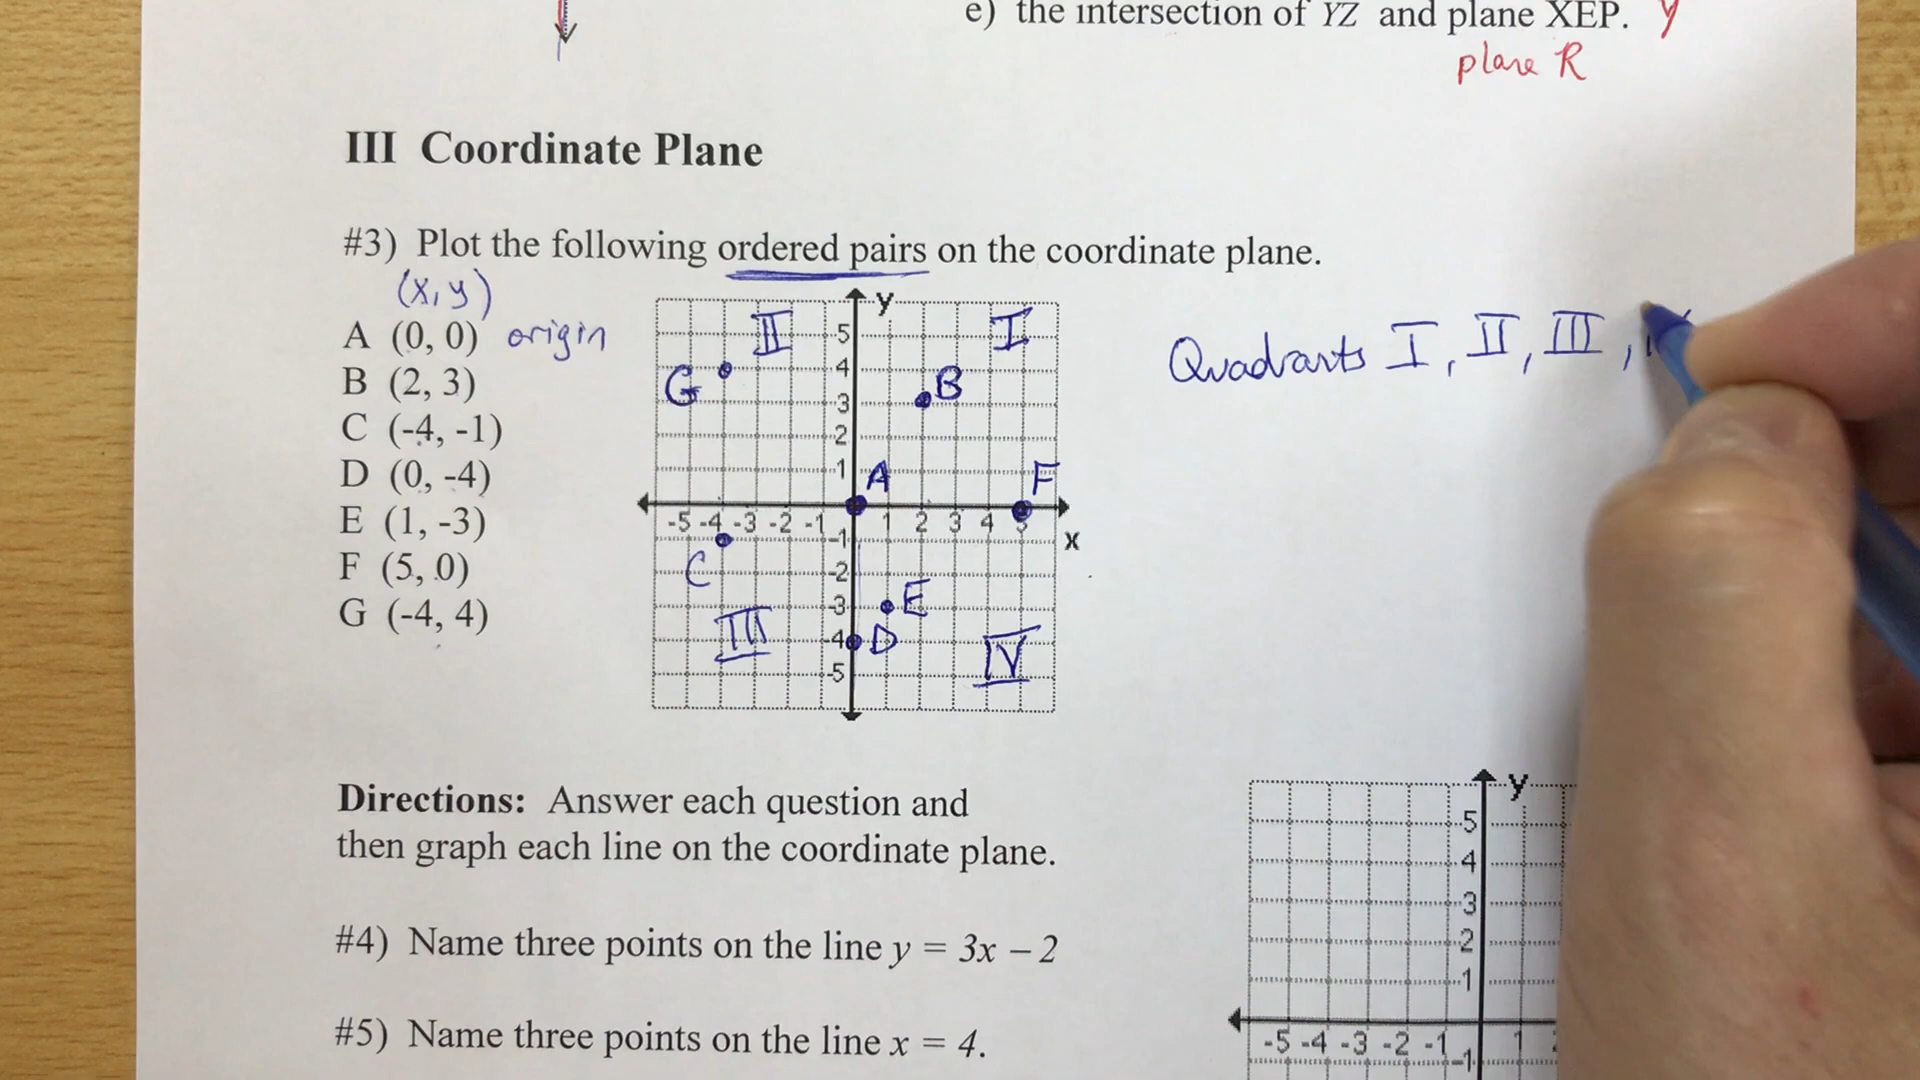 e) the intersection of YZ and plane XEP. y
plane R
III Coordinate Plane
#3) Plot the following ordered pairs on the coordinate plane.
(x, y)
A (0, 0) origin
B (2, 3)
C (-4, -1)
D (0, -4)
E (1, -3)
F (5, 0)
G (-4, 4)
y
II I
5
G 4 B
3
2
1 A F
-5 -4 -3 -2 -1 1 2 3 4 5
-1 x
C -2
-3 E
III -4 D IV
-5
Quadrants I, II, III,
Directions: Answer each question and
then graph each line on the coordinate plane.
#4) Name three points on the line y = 3x – 2
#5) Name three points on the line x = 4.
y
5
4
3
2
1
-5 -4 -3 -2 -1 1
-1